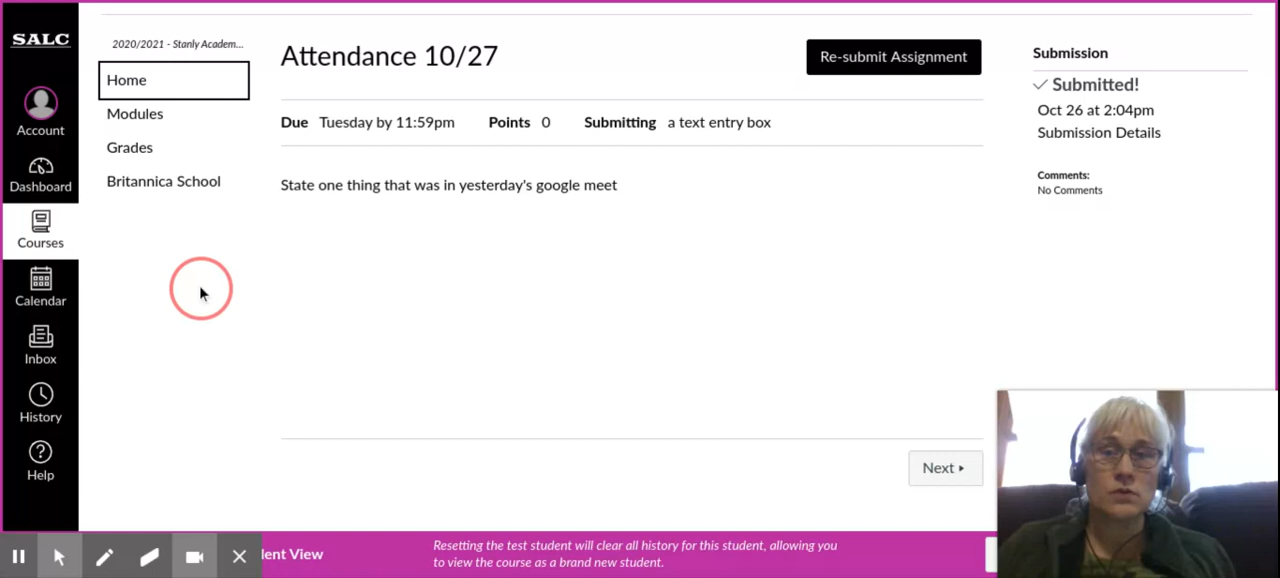 SALC
Account
Dashboard
Courses
Calendar
Inbox
History
Help
2020/2021 - Stanly Academ...
Home
Modules
Grades
Britannica School
Attendance 10/27
Re-submit Assignment
Due Tuesday by 11:59pm Points 0 Submitting a text entry box
State one thing that was in yesterday's google meet
Next
Submission
Submitted!
Oct 26 at 2:04pm
Submission Details
Comments:
No Comments
dent View
Resetting the test student will clear all history for this student, allowing you
to view the course as a brand new student.